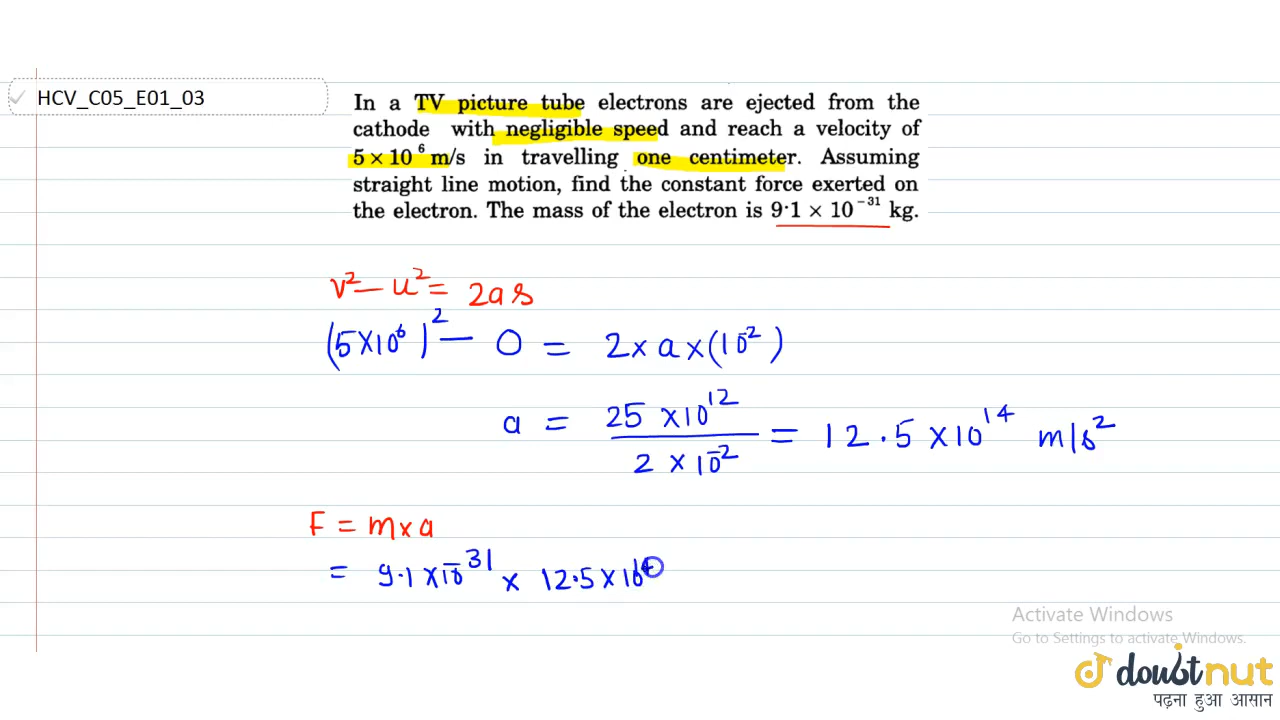 HCV_C05_E01_03
In a TV picture tube electrons are ejected from the
cathode with negligible speed and reach a velocity of
5 × 10⁶ m/s in travelling one centimeter. Assuming
straight line motion, find the constant force exerted on
the electron. The mass of the electron is 9·1 × 10⁻³¹ kg.
v² − u² = 2as
(5×10⁶)² − 0 = 2×a×(10⁻²)
a = 25 ×10¹² / 2 × 10⁻² = 12.5 ×10¹⁴ m/s²
F = m×a
= 9.1 ×10⁻³¹ × 12.5×10¹⁴
Activate Windows
Go to Settings to activate Windows.
doubtnut
पढ़ना हुआ आसान